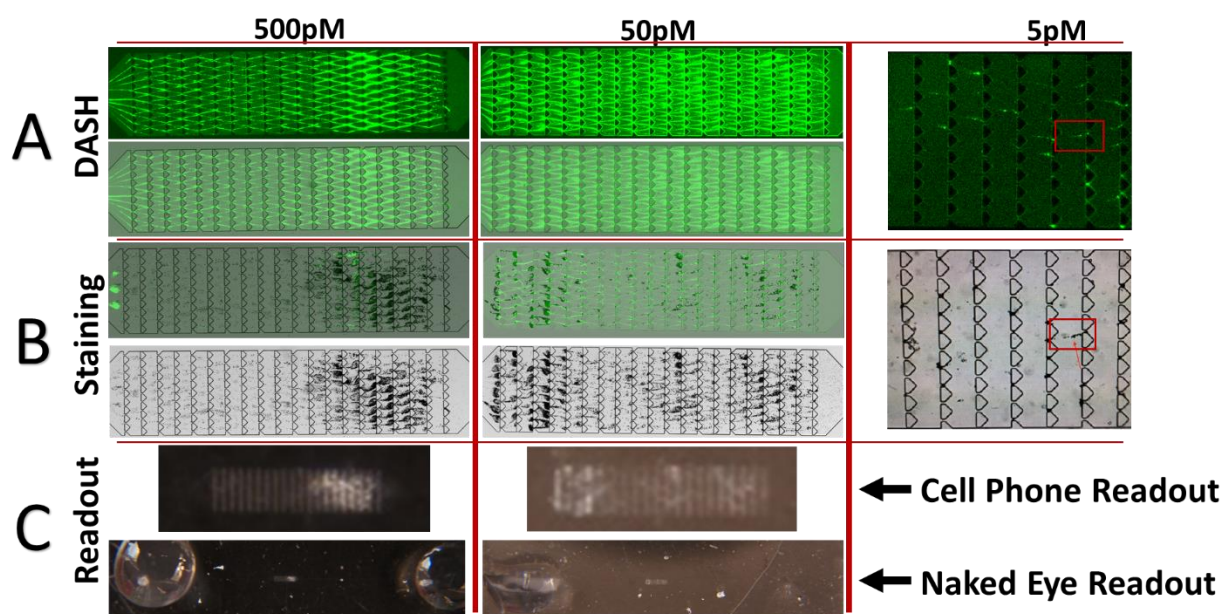 500pM 50pM 5pM
A DASH
B Staining
C Readout
Cell Phone Readout
Naked Eye Readout